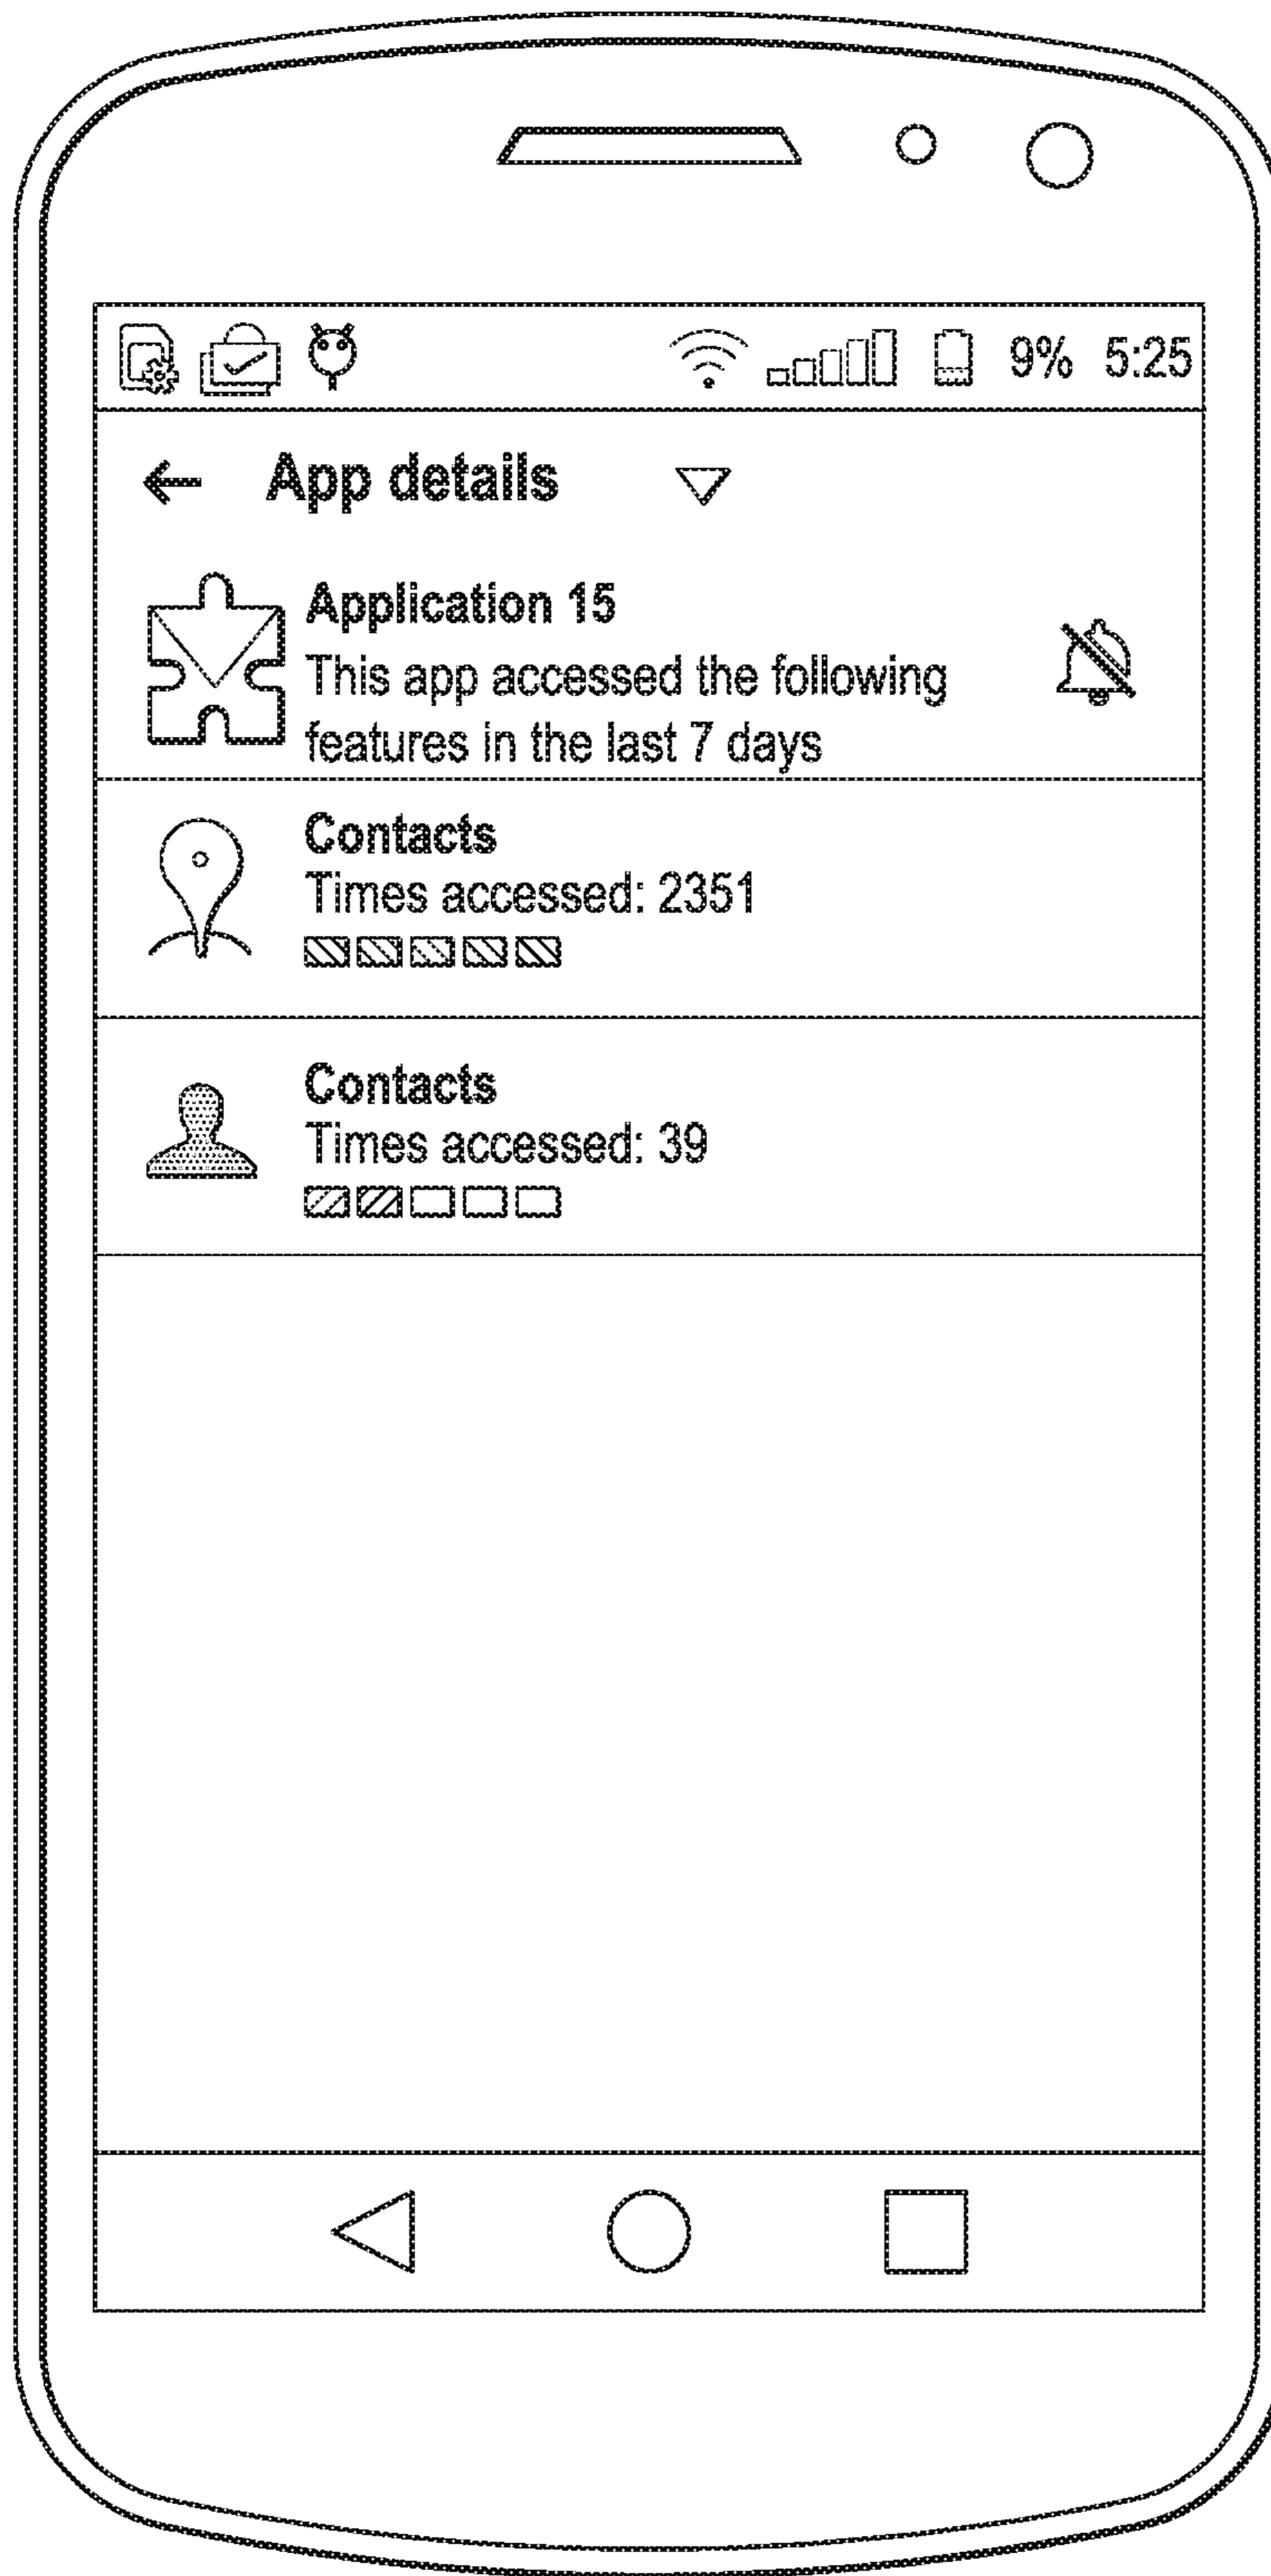 9% 5:25
App details
Application 15
This app accessed the following
features in the last 7 days
Contacts
Times accessed: 2351
Contacts
Times accessed: 39